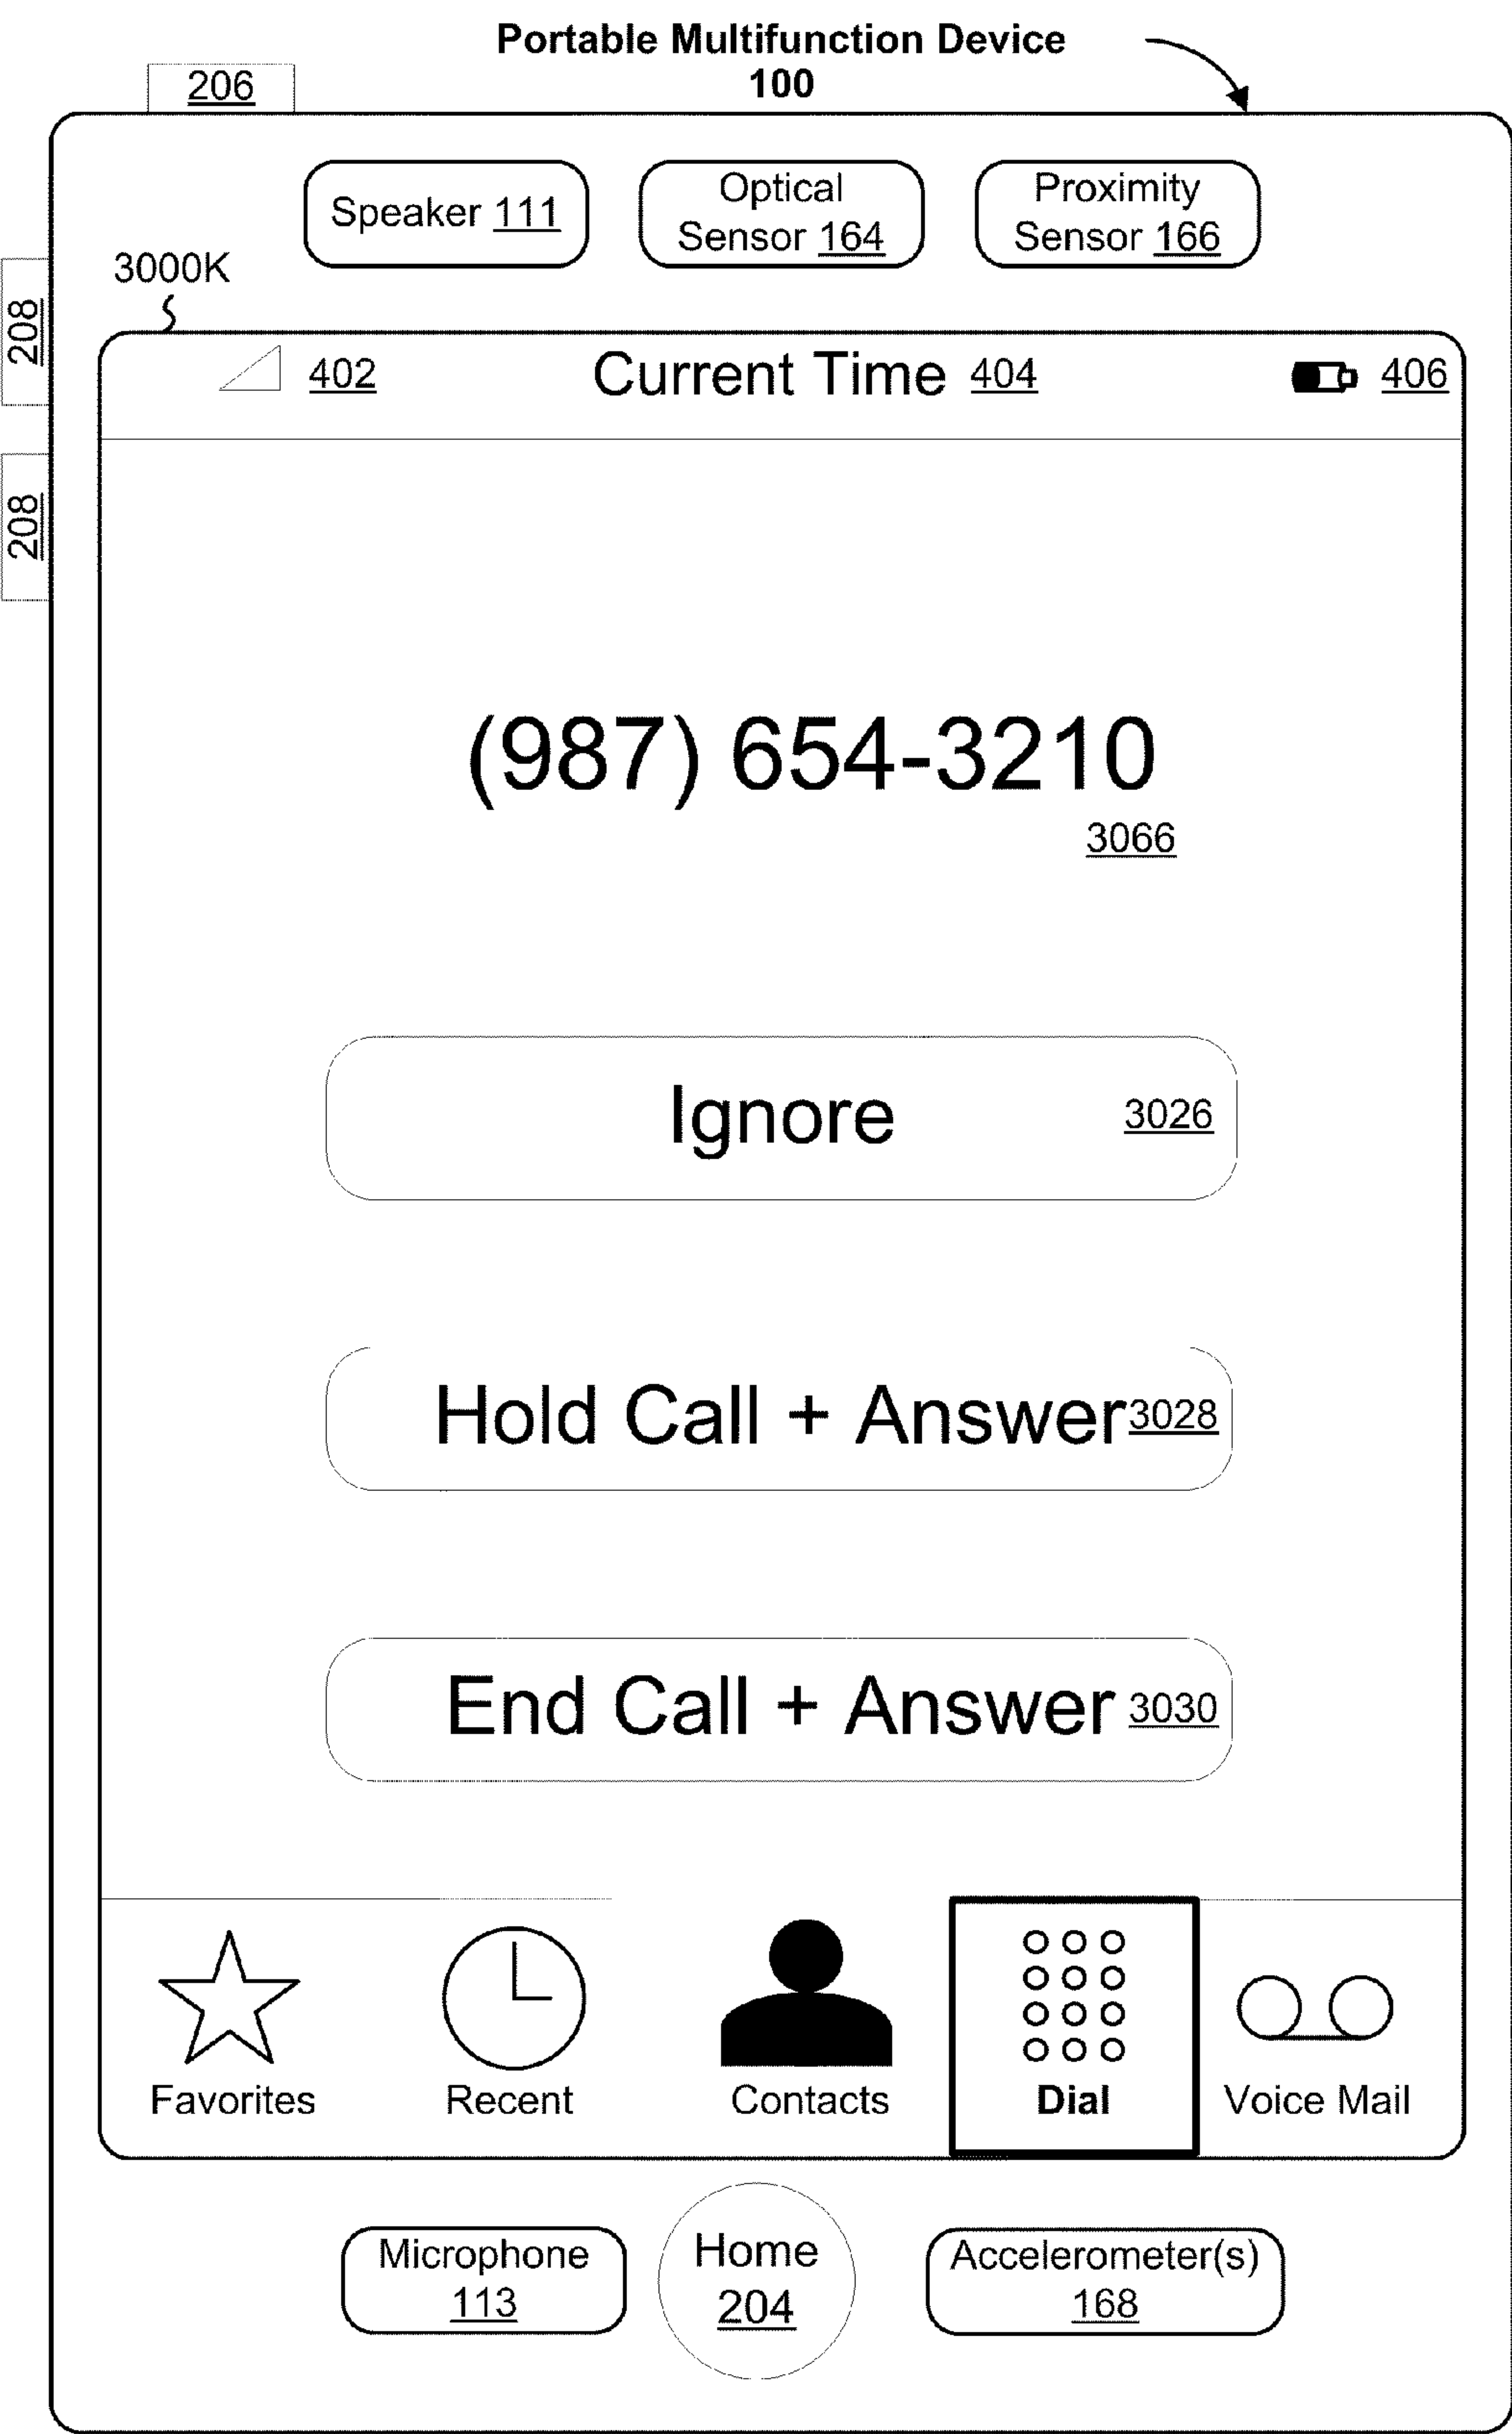 Portable Multifunction Device
100
206
Speaker 111
Optical
Sensor 164
Proximity
Sensor 166
3000K
208
208
402
Current Time 404
406
(987) 654-3210
3066
Ignore 3026
Hold Call + Answer 3028
End Call + Answer 3030
Favorites
Recent
Contacts
Dial
Voice Mail
Microphone
113
Home
204
Accelerometer(s)
168